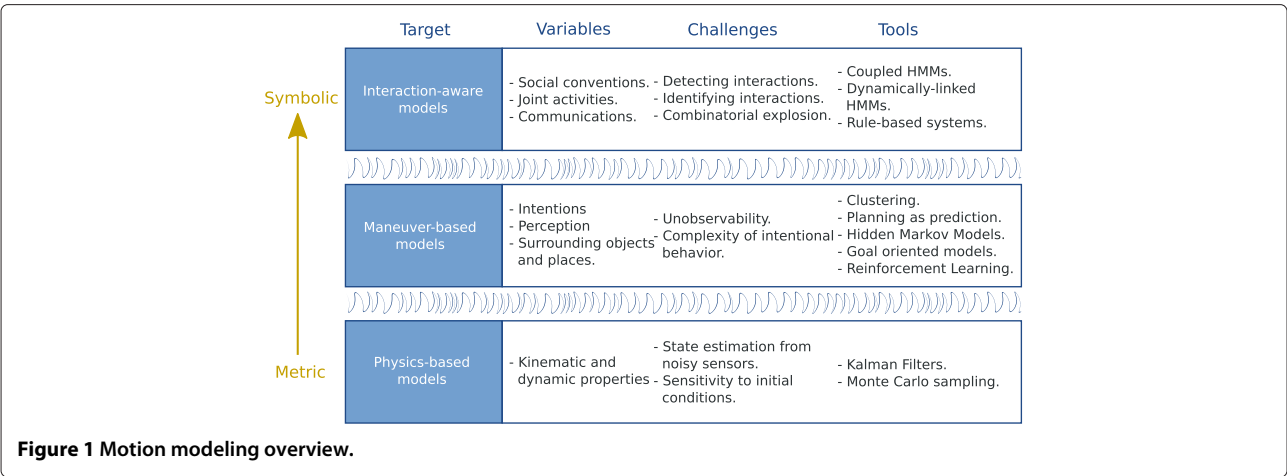 Target Variables Challenges Tools
Symbolic
Interaction-aware
models
- Social conventions.
- Joint activities.
- Communications.
- Detecting interactions.
- Identifying interactions.
- Combinatorial explosion.
- Coupled HMMs.
- Dynamically-linked
HMMs.
- Rule-based systems.
Maneuver-based
models
- Intentions
- Perception
- Surrounding objects
and places.
- Unobservability.
- Complexity of intentional
behavior.
- Clustering.
- Planning as prediction.
- Hidden Markov Models.
- Goal oriented models.
- Reinforcement Learning.
Metric
Physics-based
models
- Kinematic and
dynamic properties
- State estimation from
noisy sensors.
- Sensitivity to initial
conditions.
- Kalman Filters.
- Monte Carlo sampling.
Figure 1 Motion modeling overview.